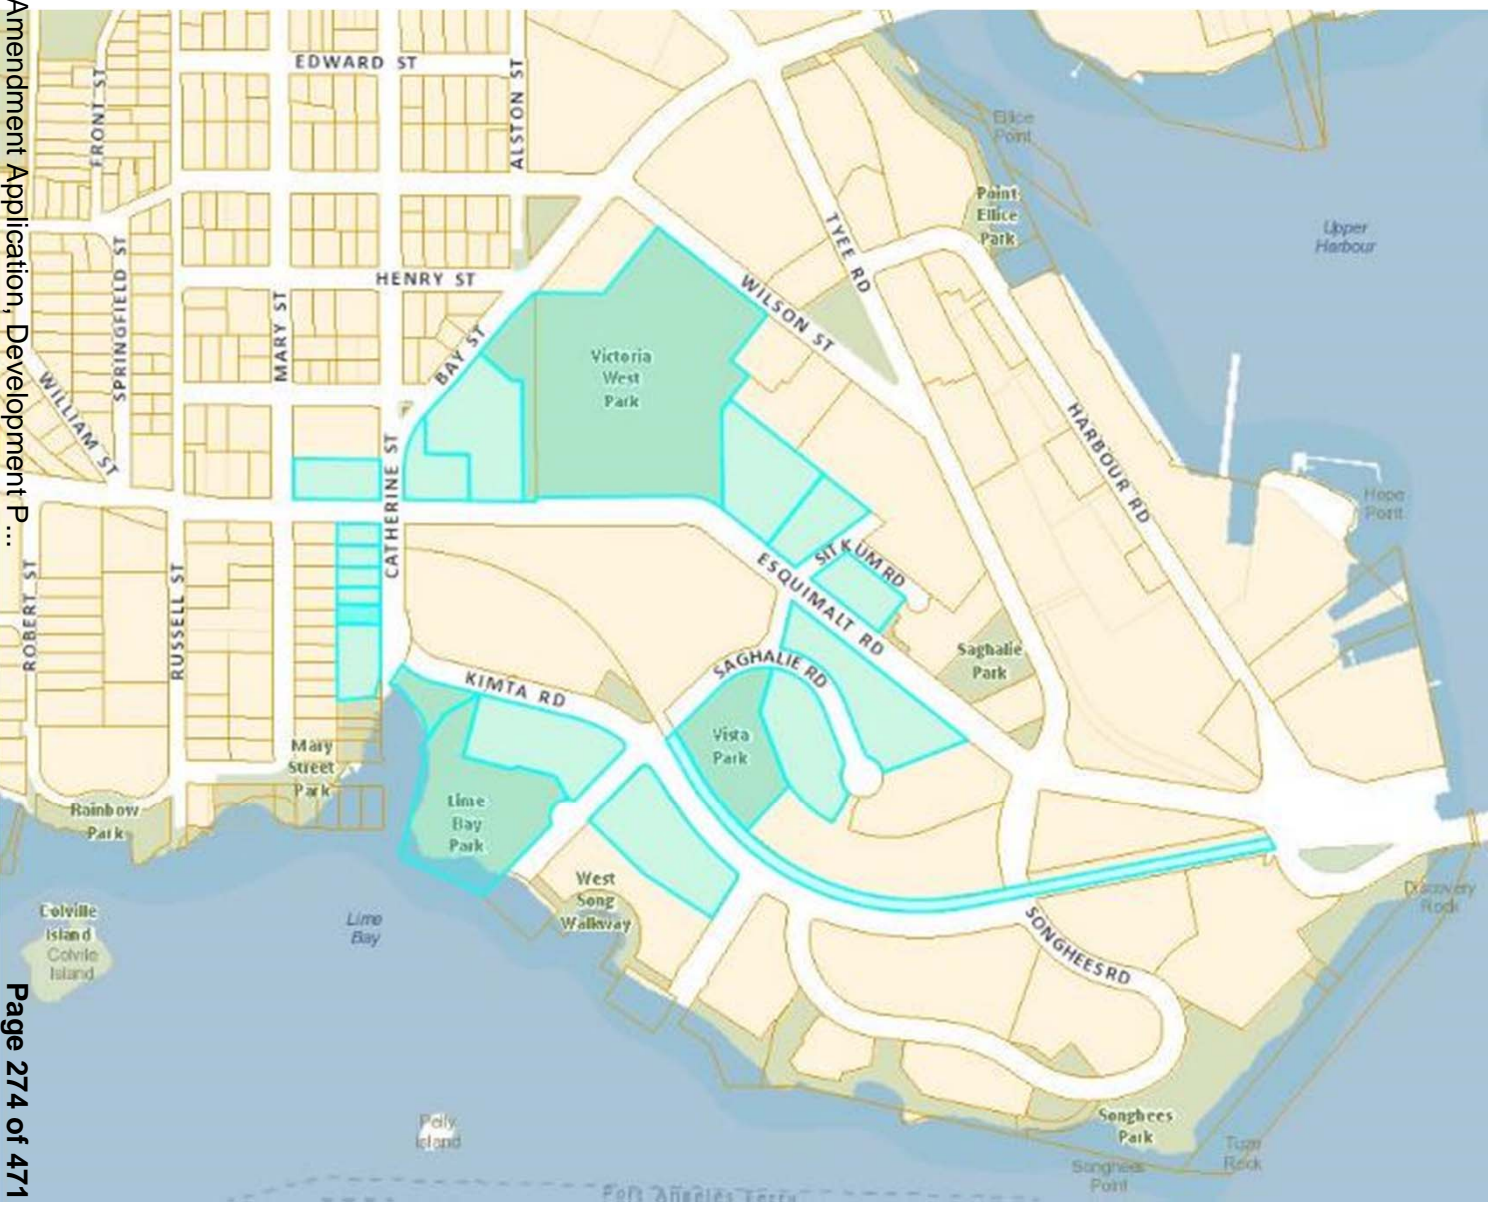 Amendment Application, Development P ...
Page 274 of 471
EDWARD ST
FRONT ST
ALSTON ST
Ellice
Point
Point
Ellice
Park
Upper
Harbour
TYEE RD
SPRINGFIELD ST
HENRY ST
MARY ST
WILSON ST
BAY ST
Victoria
West
Park
WILLIAM ST
HARBOUR RD
CATHERINE ST
Hope
Point
SITKUM RD
ESQUIMALT RD
ROBERT ST
RUSSELL ST
Saghalie
Park
SAGHALIE RD
KIMTA RD
Mary
Street
Park
Vista
Park
Rainbow
Park
Lime
Bay
Park
West
Song
Walkway
Discovery
Rock
Colville
Island
Colvile
Island
Lime
Bay
SONGHEES RD
Pelly
Island
Songhees
Park
Tuzo
Rock
Songhees
Point
Port Angeles Ferry